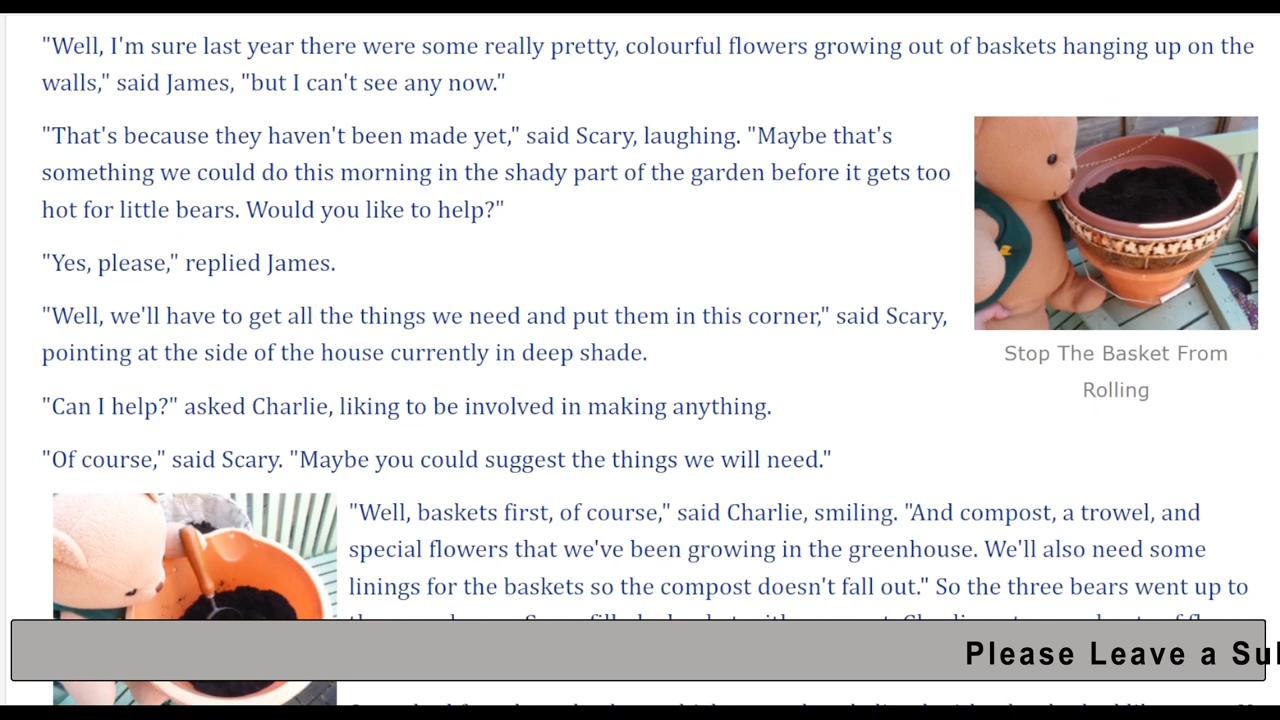 "Well, I'm sure last year there were some really pretty, colourful flowers growing out of baskets hanging up on the
walls," said James, "but I can't see any now."
"That's because they haven't been made yet," said Scary, laughing. "Maybe that's
something we could do this morning in the shady part of the garden before it gets too
hot for little bears. Would you like to help?"
"Yes, please," replied James.
"Well, we'll have to get all the things we need and put them in this corner," said Scary,
pointing at the side of the house currently in deep shade.
Stop The Basket From
Rolling
"Can I help?" asked Charlie, liking to be involved in making anything.
"Of course," said Scary. "Maybe you could suggest the things we will need."
"Well, baskets first, of course," said Charlie, smiling. "And compost, a trowel, and
special flowers that we've been growing in the greenhouse. We'll also need some
linings for the baskets so the compost doesn't fall out." So the three bears went up to
Please Leave a